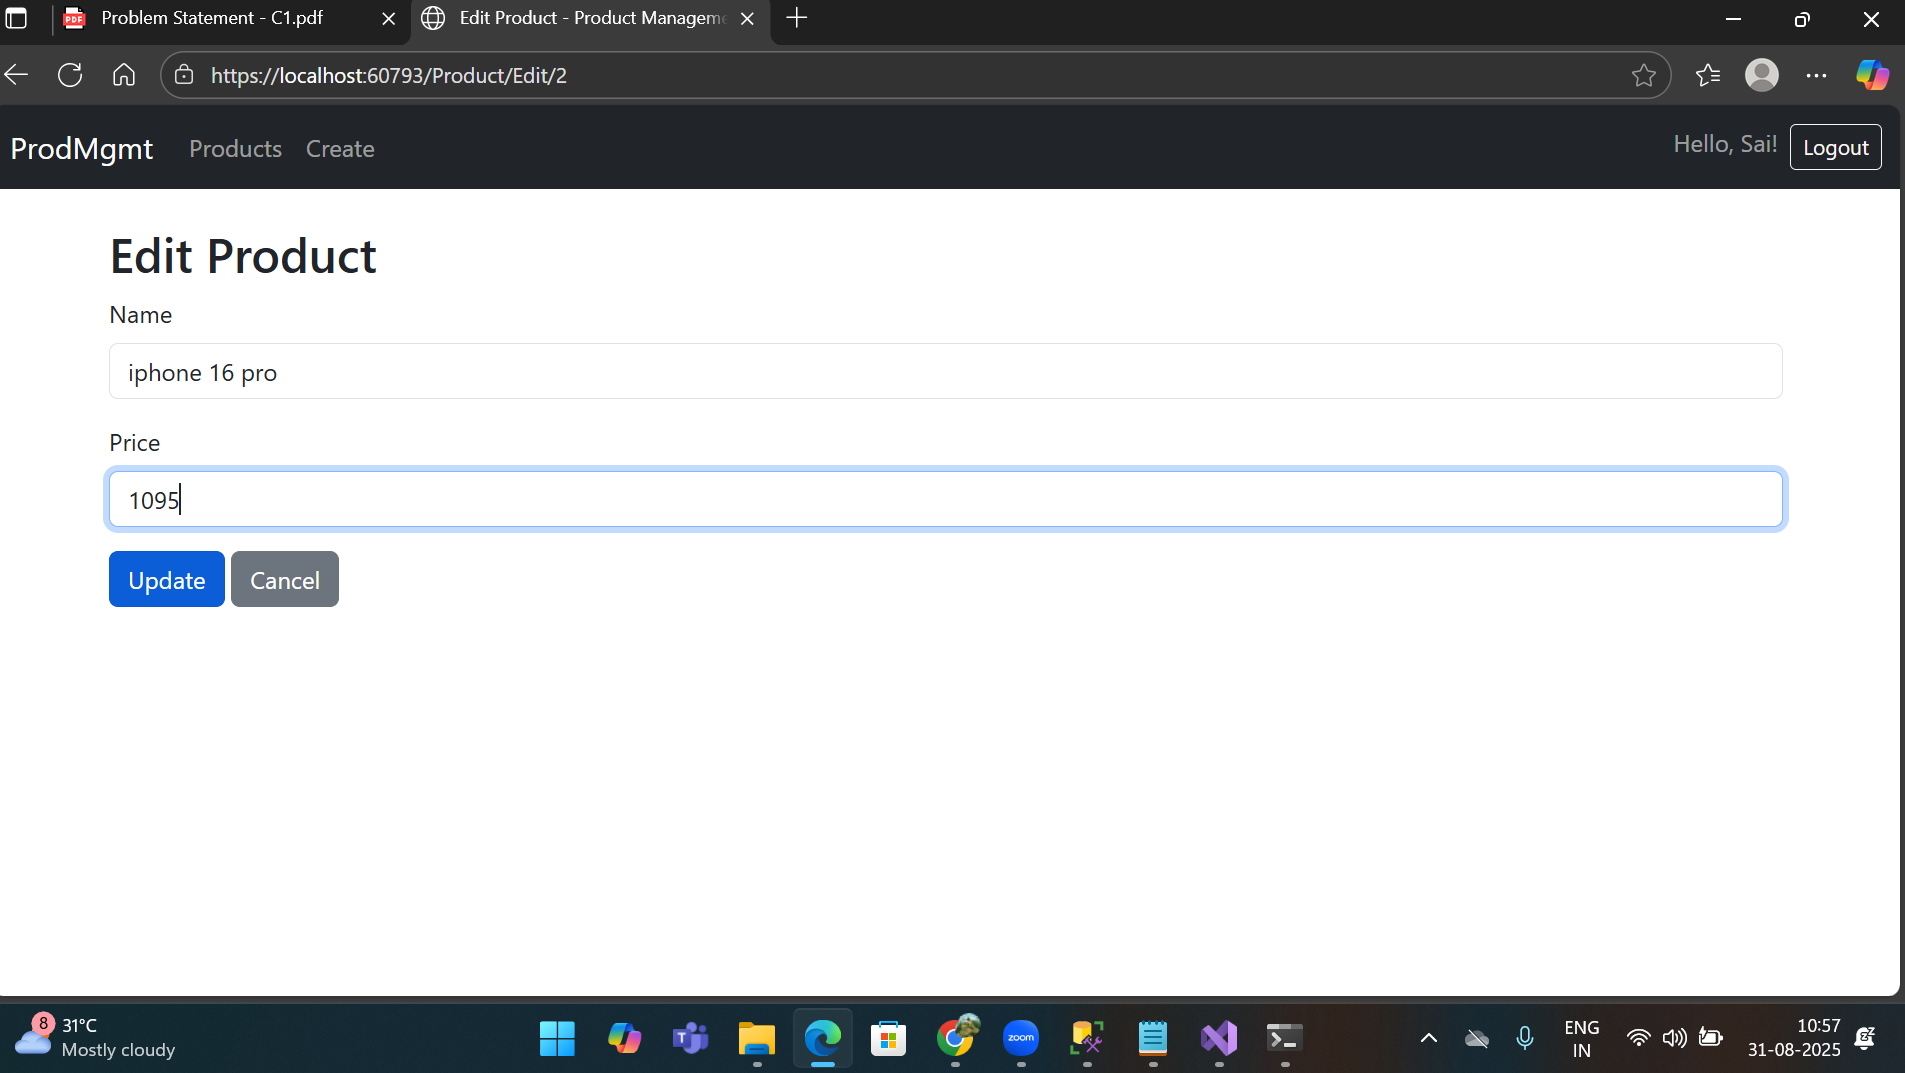 Problem Statement - C1.pdf
Edit Product - Product Manageme
https://localhost:60793/Product/Edit/2
ProdMgmt Products Create Hello, Sai! Logout
Edit Product
Name
iphone 16 pro
Price
1095
Update Cancel
8 31°C
Mostly cloudy
zoom
ENG
IN
10:57
31-08-2025